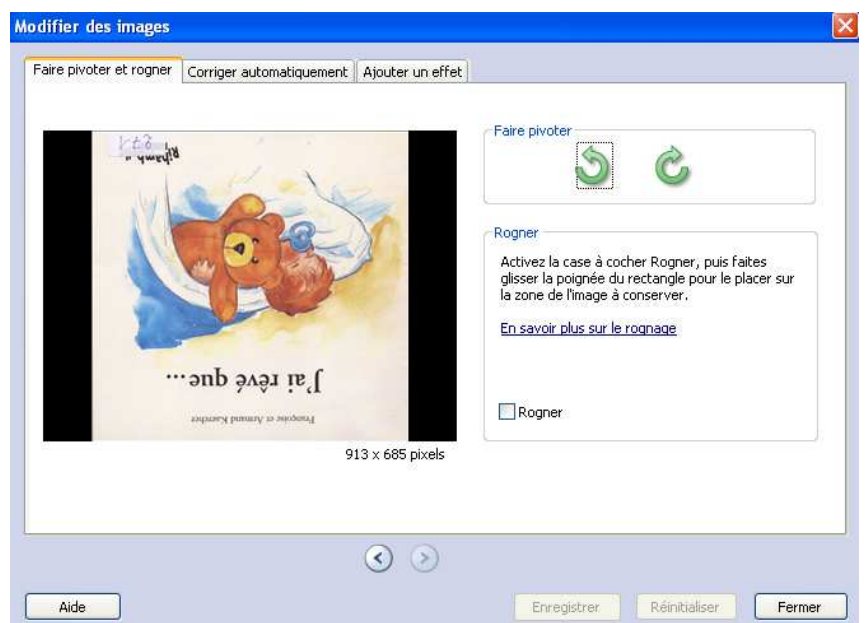 Modifier des images
Faire pivoter et rogner
Corriger automatiquement
Ajouter un effet
271
J'ai rêvé que...
Françoise et Armand Kaercher
913 x 685 pixels
Faire pivoter
Rogner
Activez la case à cocher Rogner, puis faites
glisser la poignée du rectangle pour le placer sur
la zone de l'image à conserver.
En savoir plus sur le rognage
Rogner
Aide
Enregistrer
Réinitialiser
Fermer